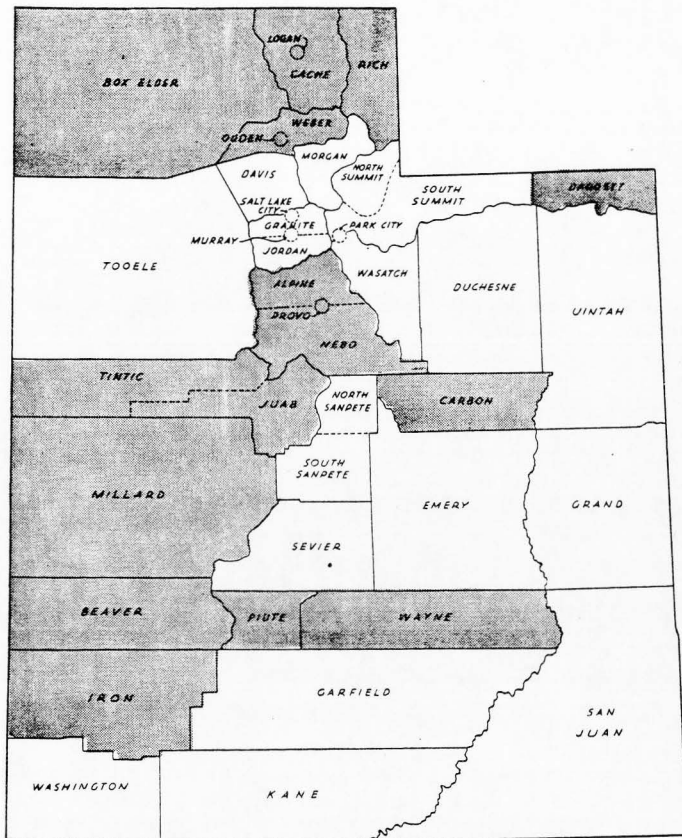 LOGAN
CACHE
RICH
BOX ELDER
WEBER
OGDEN
MORGAN
NORTH
SUMMIT
DAVIS
SOUTH
SUMMIT
DAGGETT
SALT LAKE
CITY
GRANITE
PARK CITY
MURRAY
JORDAN
TOOELE
WASATCH
ALPINE
DUCHESNE
UINTAH
PROVO
NEBO
TINTIC
JUAB
NORTH
SANPETE
CARBON
SOUTH
SANPETE
MILLARD
EMERY
GRAND
SEVIER
BEAVER
PIUTE
WAYNE
IRON
GARFIELD
SAN
JUAN
WASHINGTON
KANE